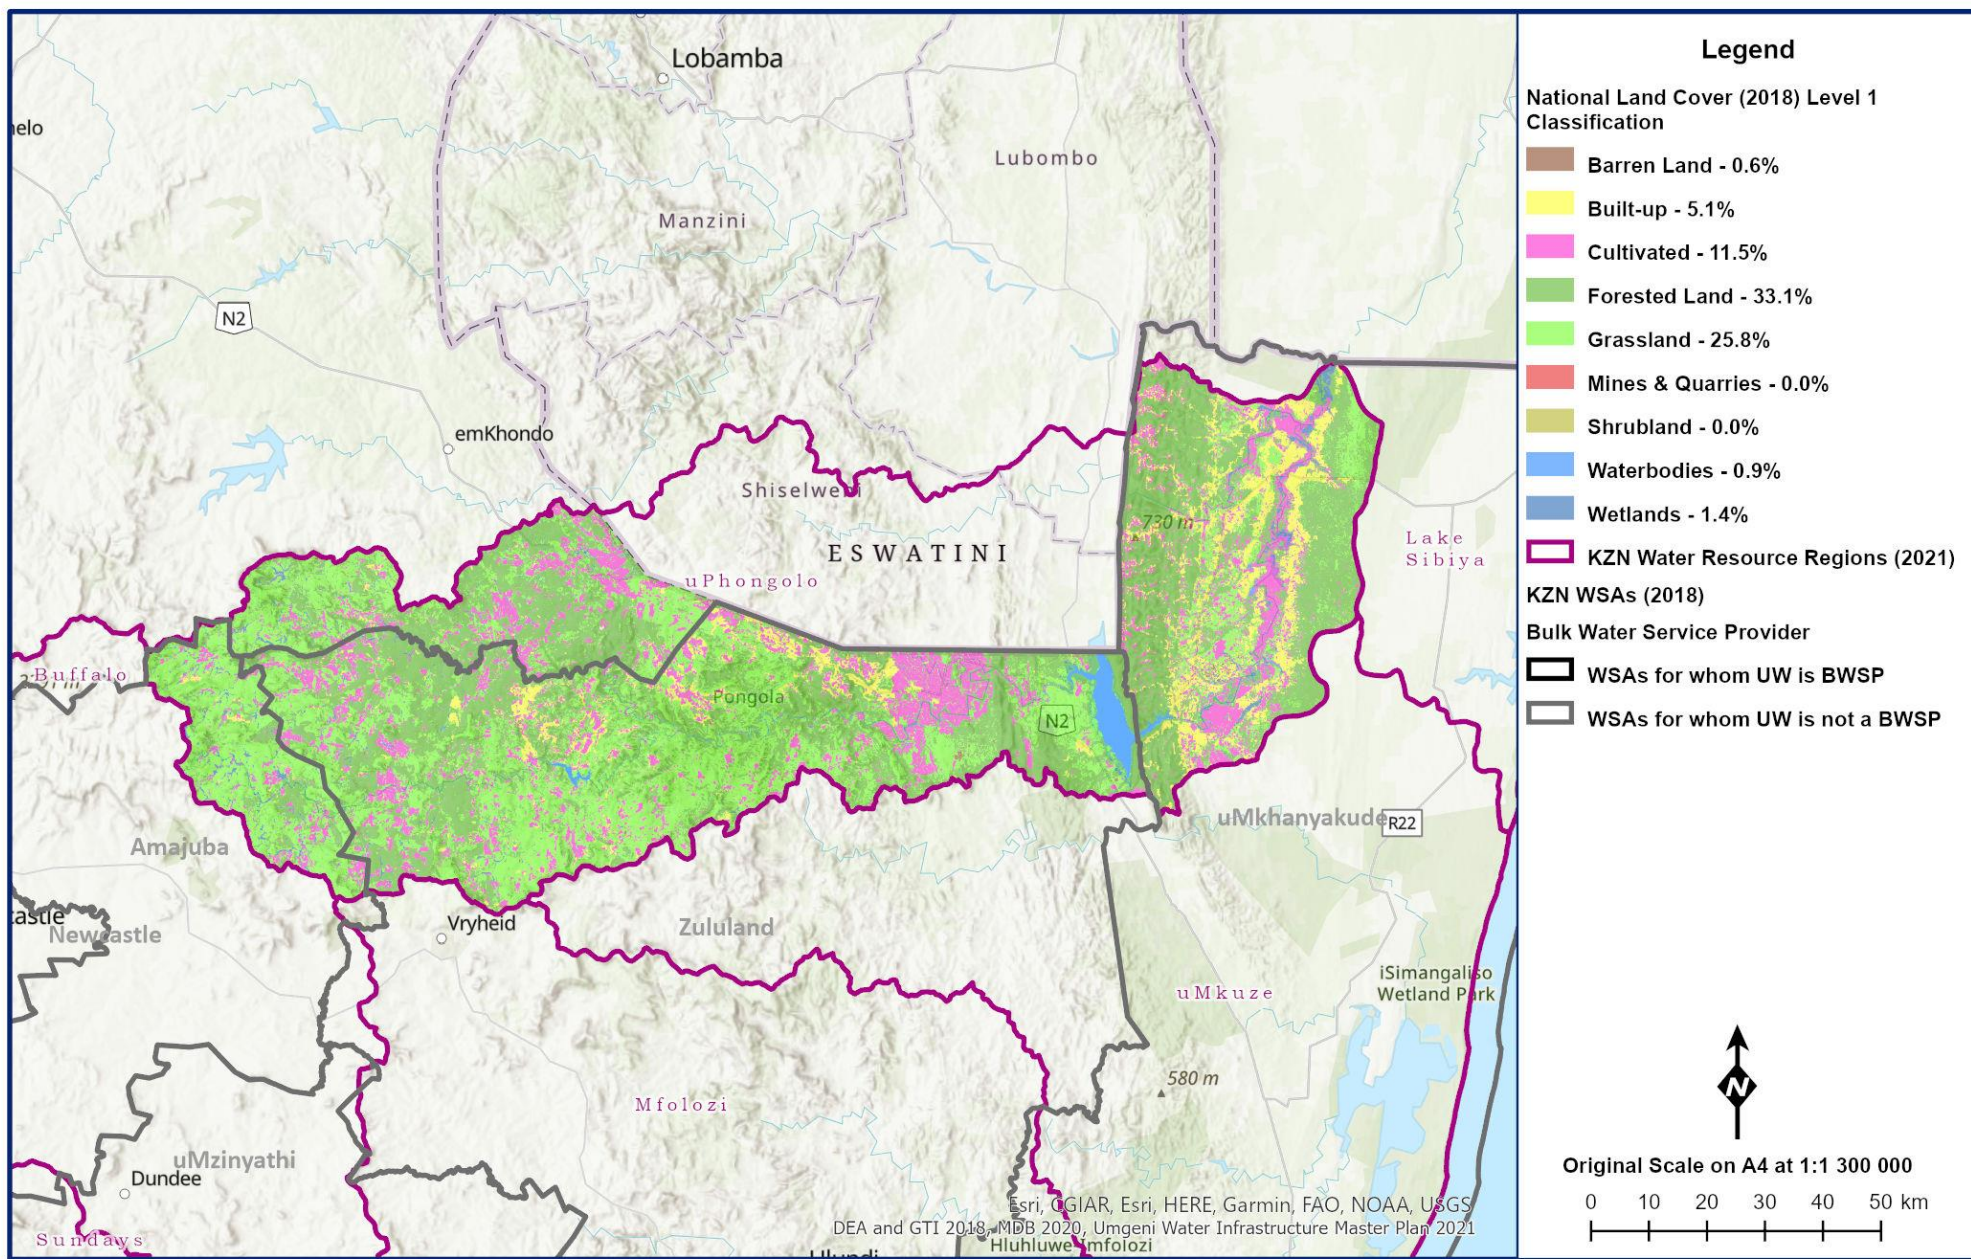 Lobamba
Lubombo
Manzini
N2
emKhondo
Shiselweni
ESWATINI
uPhongolo
730 m
Lake
Sibiya
Buffalo
Pongola
N2
uMkhanyakude
R22
Amajuba
Newcastle
Vryheid
Zululand
iSimangaliso
Wetland Park
uMkuze
580 m
Mfolozi
uMzinyathi
Dundee
Sundays
Esri, CGIAR, Esri, HERE, Garmin, FAO, NOAA, USGS
DEA and GTI 2018, MDB 2020, Umgeni Water Infrastructure Master Plan 2021
Hluhluwe Imfolozi
Legend
National Land Cover (2018) Level 1
Classification
Barren Land - 0.6%
Built-up - 5.1%
Cultivated - 11.5%
Forested Land - 33.1%
Grassland - 25.8%
Mines & Quarries - 0.0%
Shrubland - 0.0%
Waterbodies - 0.9%
Wetlands - 1.4%
KZN Water Resource Regions (2021)
KZN WSAs (2018)
Bulk Water Service Provider
WSAs for whom UW is BWSP
WSAs for whom UW is not a BWSP
N
Original Scale on A4 at 1:1 300 000
0 10 20 30 40 50 km